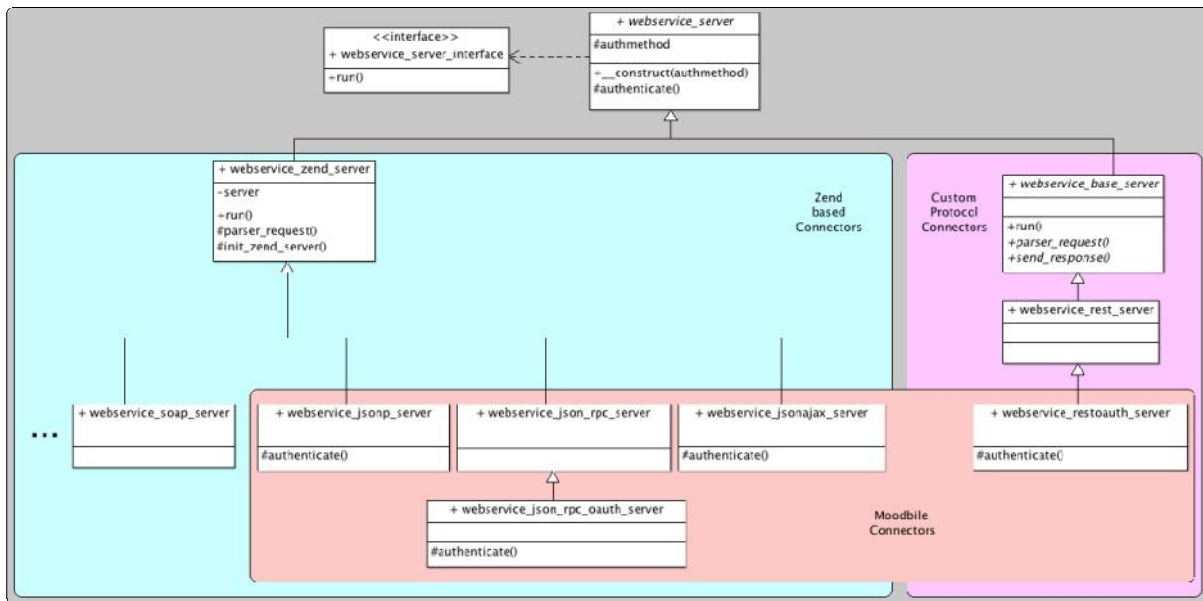 + webservice_server
#authmethod
+__construct(authmethod)
#authenticate()
<<interface>>
+ webservice_server_interface
+run()
+ webservice_zend_server
-server
+run()
#parser_request()
#init_zend_server()
Zend
based
Connectors
Custom
Protocol
Connectors
+ webservice_base_server
+run()
+parser_request()
+send_response()
+ webservice_rest_server
...
+ webservice_soap_server
+ webservice_jsonp_server
#authenticate()
+ webservice_json_rpc_server
+ webservice_jsonajax_server
#authenticate()
+ webservice_restoauth_server
#authenticate()
+ webservice_json_rpc_oauth_server
#authenticate()
Moodbile
Connectors